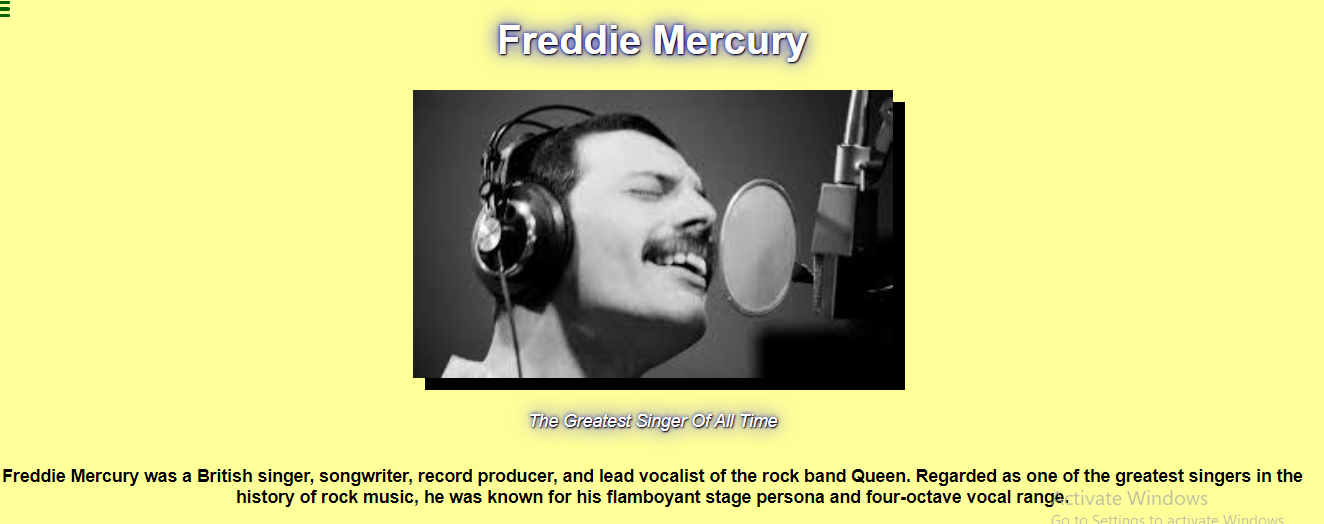 Freddie Mercury
The Greatest Singer Of All Time
Freddie Mercury was a British singer, songwriter, record producer, and lead vocalist of the rock band Queen. Regarded as one of the greatest singers in the
history of rock music, he was known for his flamboyant stage persona and four-octave vocal range.
Activate Windows
Go to Settings to activate Windows.